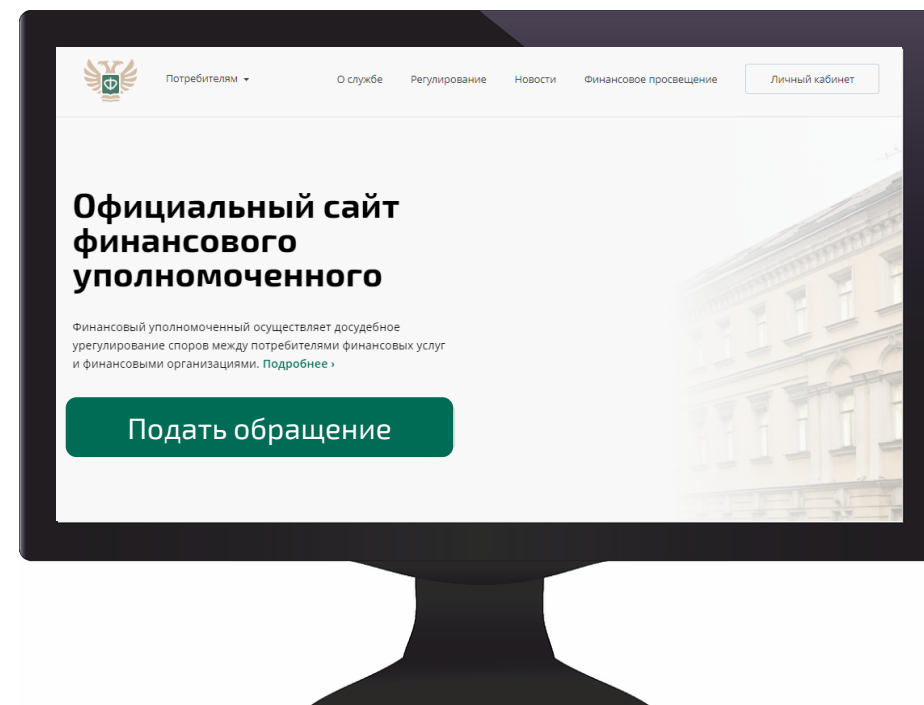 Потребителям
О службе
Регулирование
Новости
Финансовое просвещение
Личный кабинет
Официальный сайт
финансового
уполномоченного
Финансовый уполномоченный осуществляет досудебное
урегулирование споров между потребителями финансовых услуг
и финансовыми организациями. Подробнее ›
Подать обращение